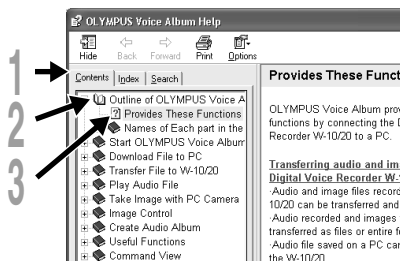 OLYMPUS Voice Album Help
Hide Back Forward Print Options
1
Contents Index Search
2
Outline of OLYMPUS Voice A
Provides These Functions
Names of Each part in the
3
Start OLYMPUS Voice Album
Download File to PC
Transfer File to W-10/20
Play Audio File
Take Image with PC Camera
Image Control
Create Audio Album
Useful Functions
Command View
Provides These Funct
OLYMPUS Voice Album prov
functions by connecting the D
Recorder W-10/20 to a PC.
Transferring audio and im
Digital Voice Recorder W-
·Audio and image files record
10/20 can be transferred and
·Audio recorded and images
transferred as files or entire f
·Audio file saved on a PC can
the W-10/20.